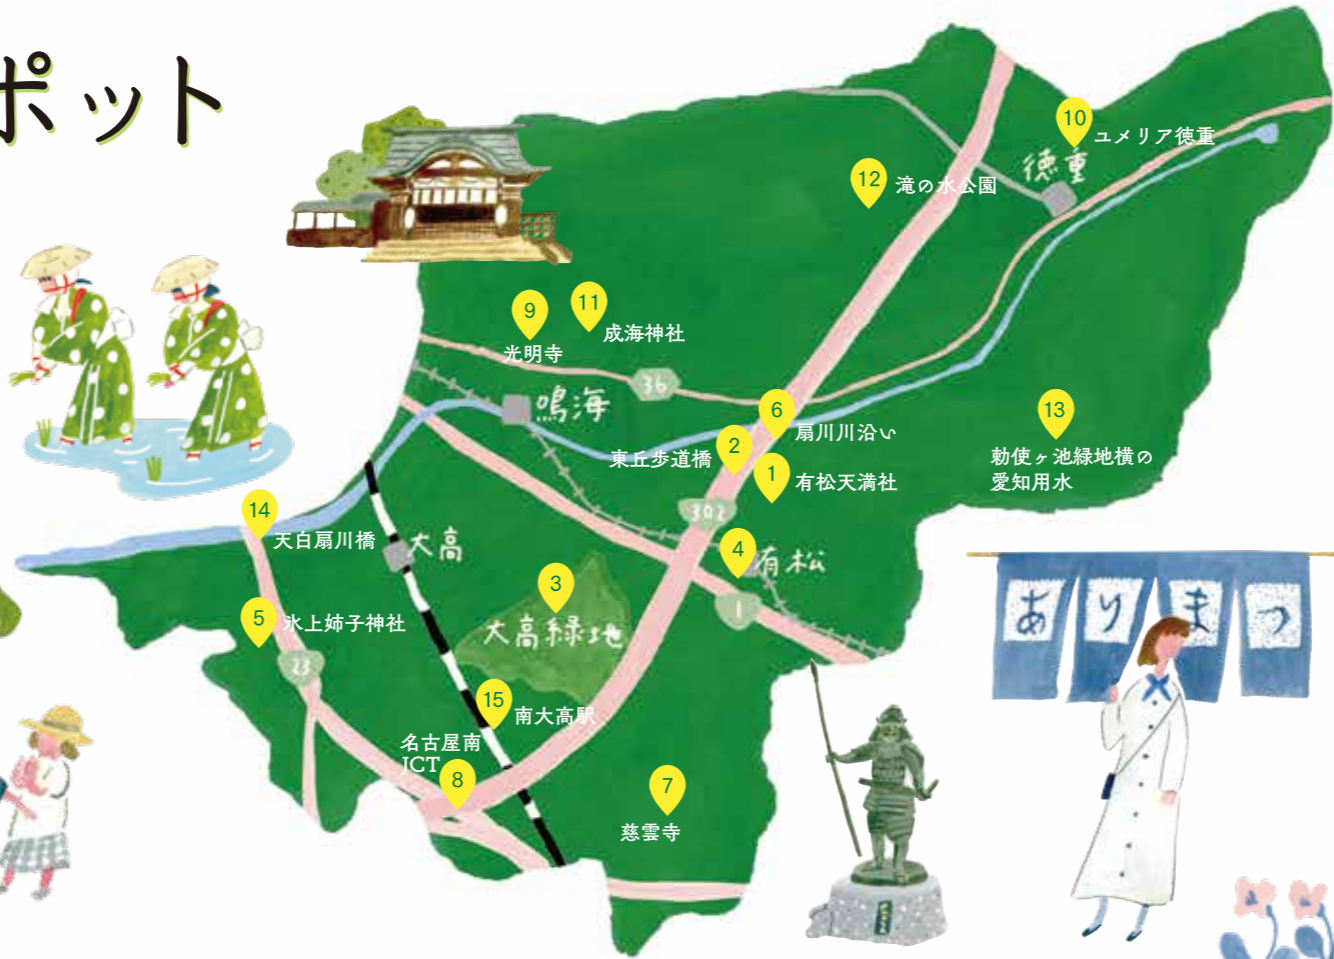 ポット
10
ユメリア徳重
徳重
12
滝の水公園
9
光明寺
11
成海神社
36
鳴海
6
扇川川沿い
13
勅使ヶ池緑地横の
愛知用水
2
東丘歩道橋
1
有松天満社
302
14
天白扇川橋
大高
4
有松
3
大高緑地
1
5
氷上姉子神社
23
15
南大高駅
名古屋南
JCT
8
7
慈雲寺
ありまつ